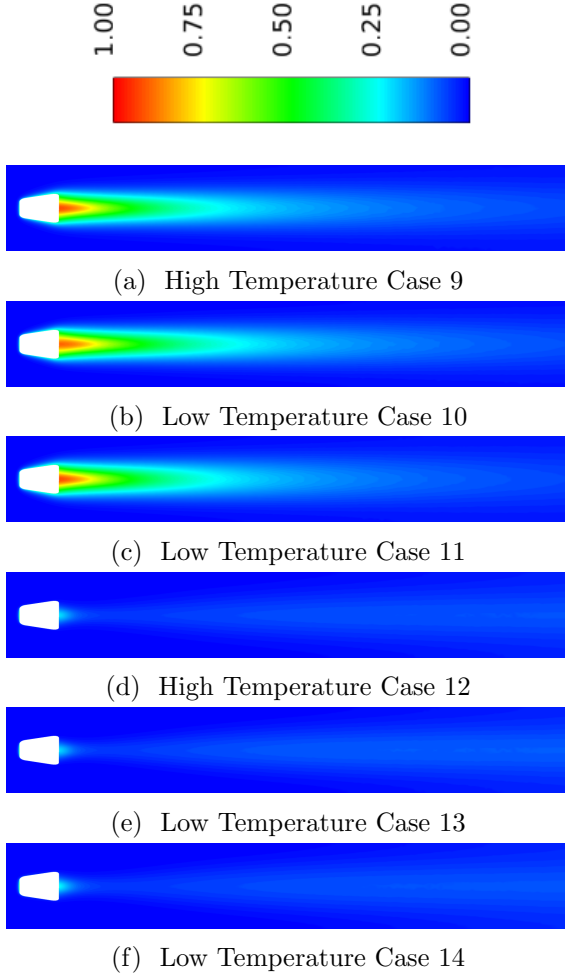 1.00
0.75
0.50
0.25
0.00
(a) High Temperature Case 9
(b) Low Temperature Case 10
(c) Low Temperature Case 11
(d) High Temperature Case 12
(e) Low Temperature Case 13
(f) Low Temperature Case 14